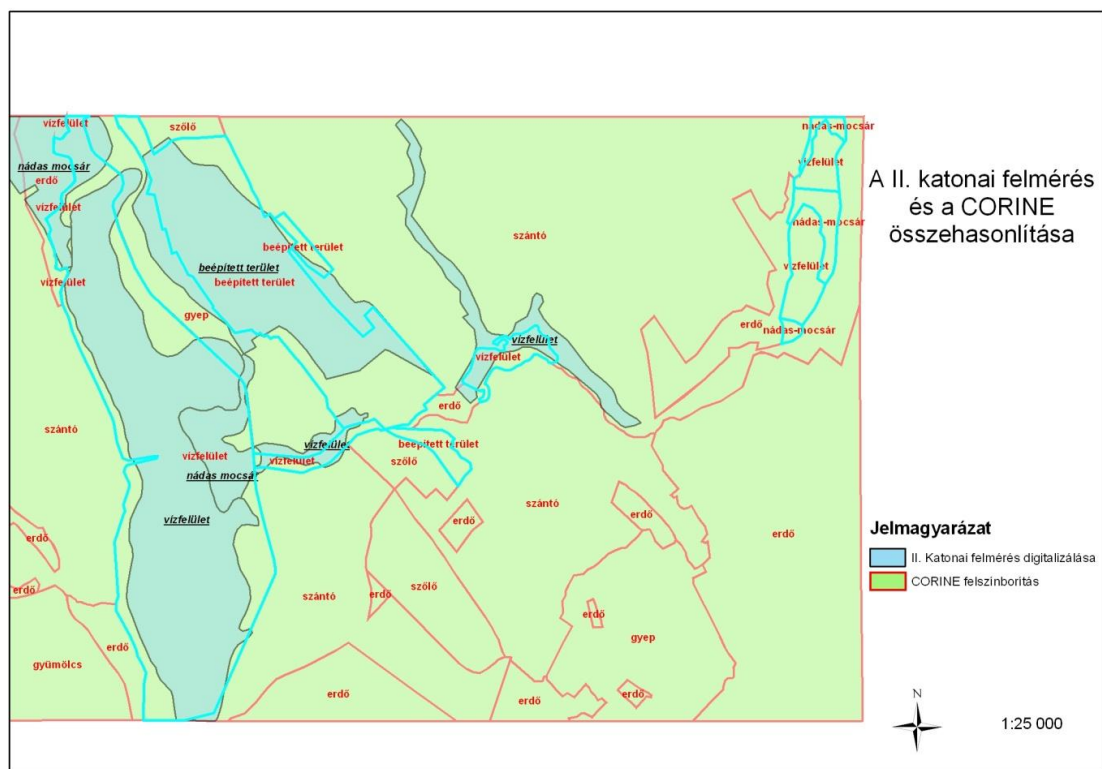 A II. katonai felmérés
és a CORINE
összehasonlítása
vízfelület
szőlő
nádas-mocsár
nádas mocsár
erdő
vízfelület
vízfelület
nádas-mocsár
szántó
beépített terület
beépített terület
vízfelület
vízfelület
beépített terület
gyep
erdő
nádas-mocsár
vízfelület
vízfelület
erdő
szántó
vízfelület
beépített terület
vízfelület
vízfelület
szőlő
nádas mocsár
szántó
vízfelület
erdő
erdő
erdő
erdő
Jelmagyarázat
II. Katonai felmérés digitalizálása
CORINE felszinboritás
erdő
szántó
erdő
szőlő
erdő
gyep
erdő
gyümölcs
erdő
erdő
erdő
N
1:25 000